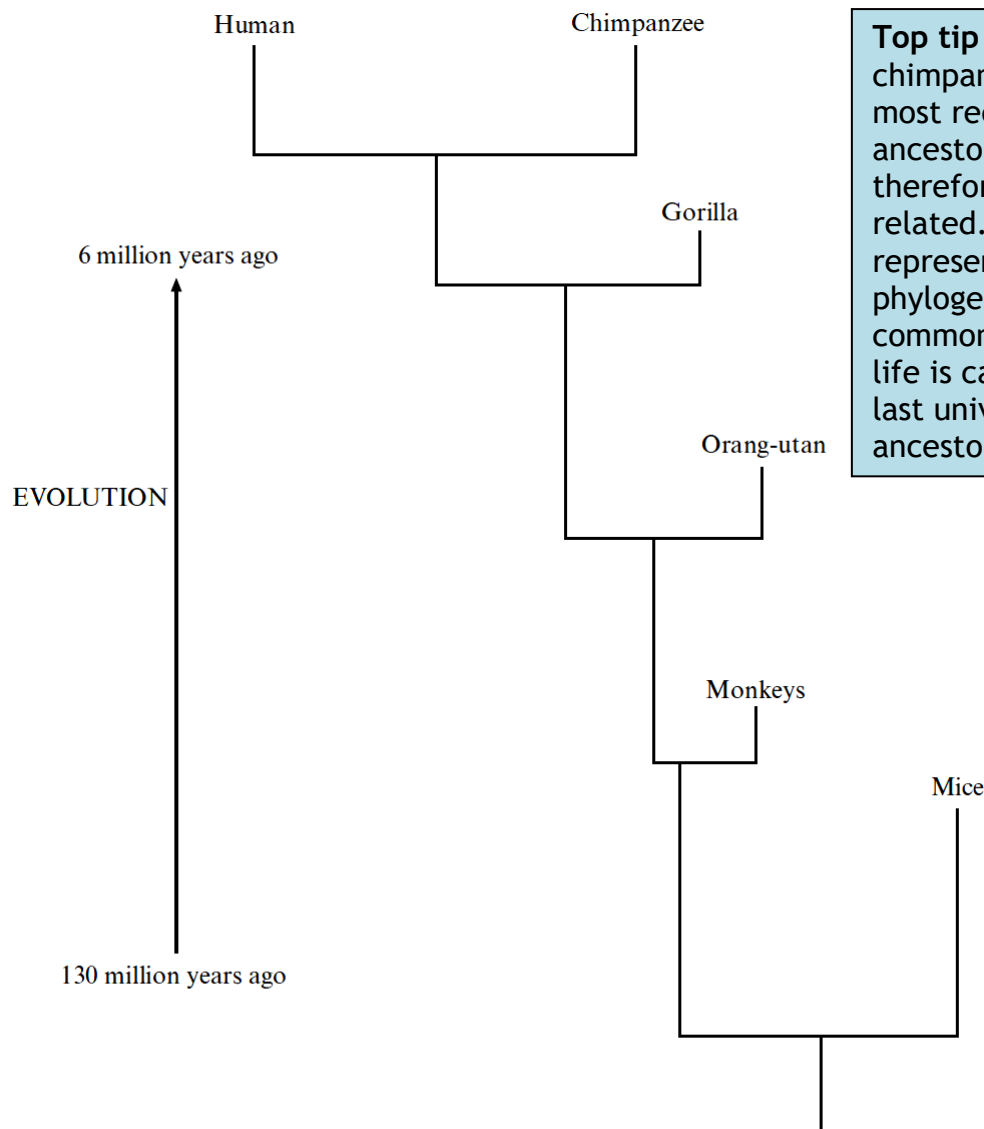 Human
Chimpanzee
Gorilla
6 million years ago
Orang-utan
EVOLUTION
Monkeys
Mice
130 million years ago
Top tip
chimpan
most rec
ancesto
therefor
related.
represer
phyloge
common
life is ca
last univ
ancesto